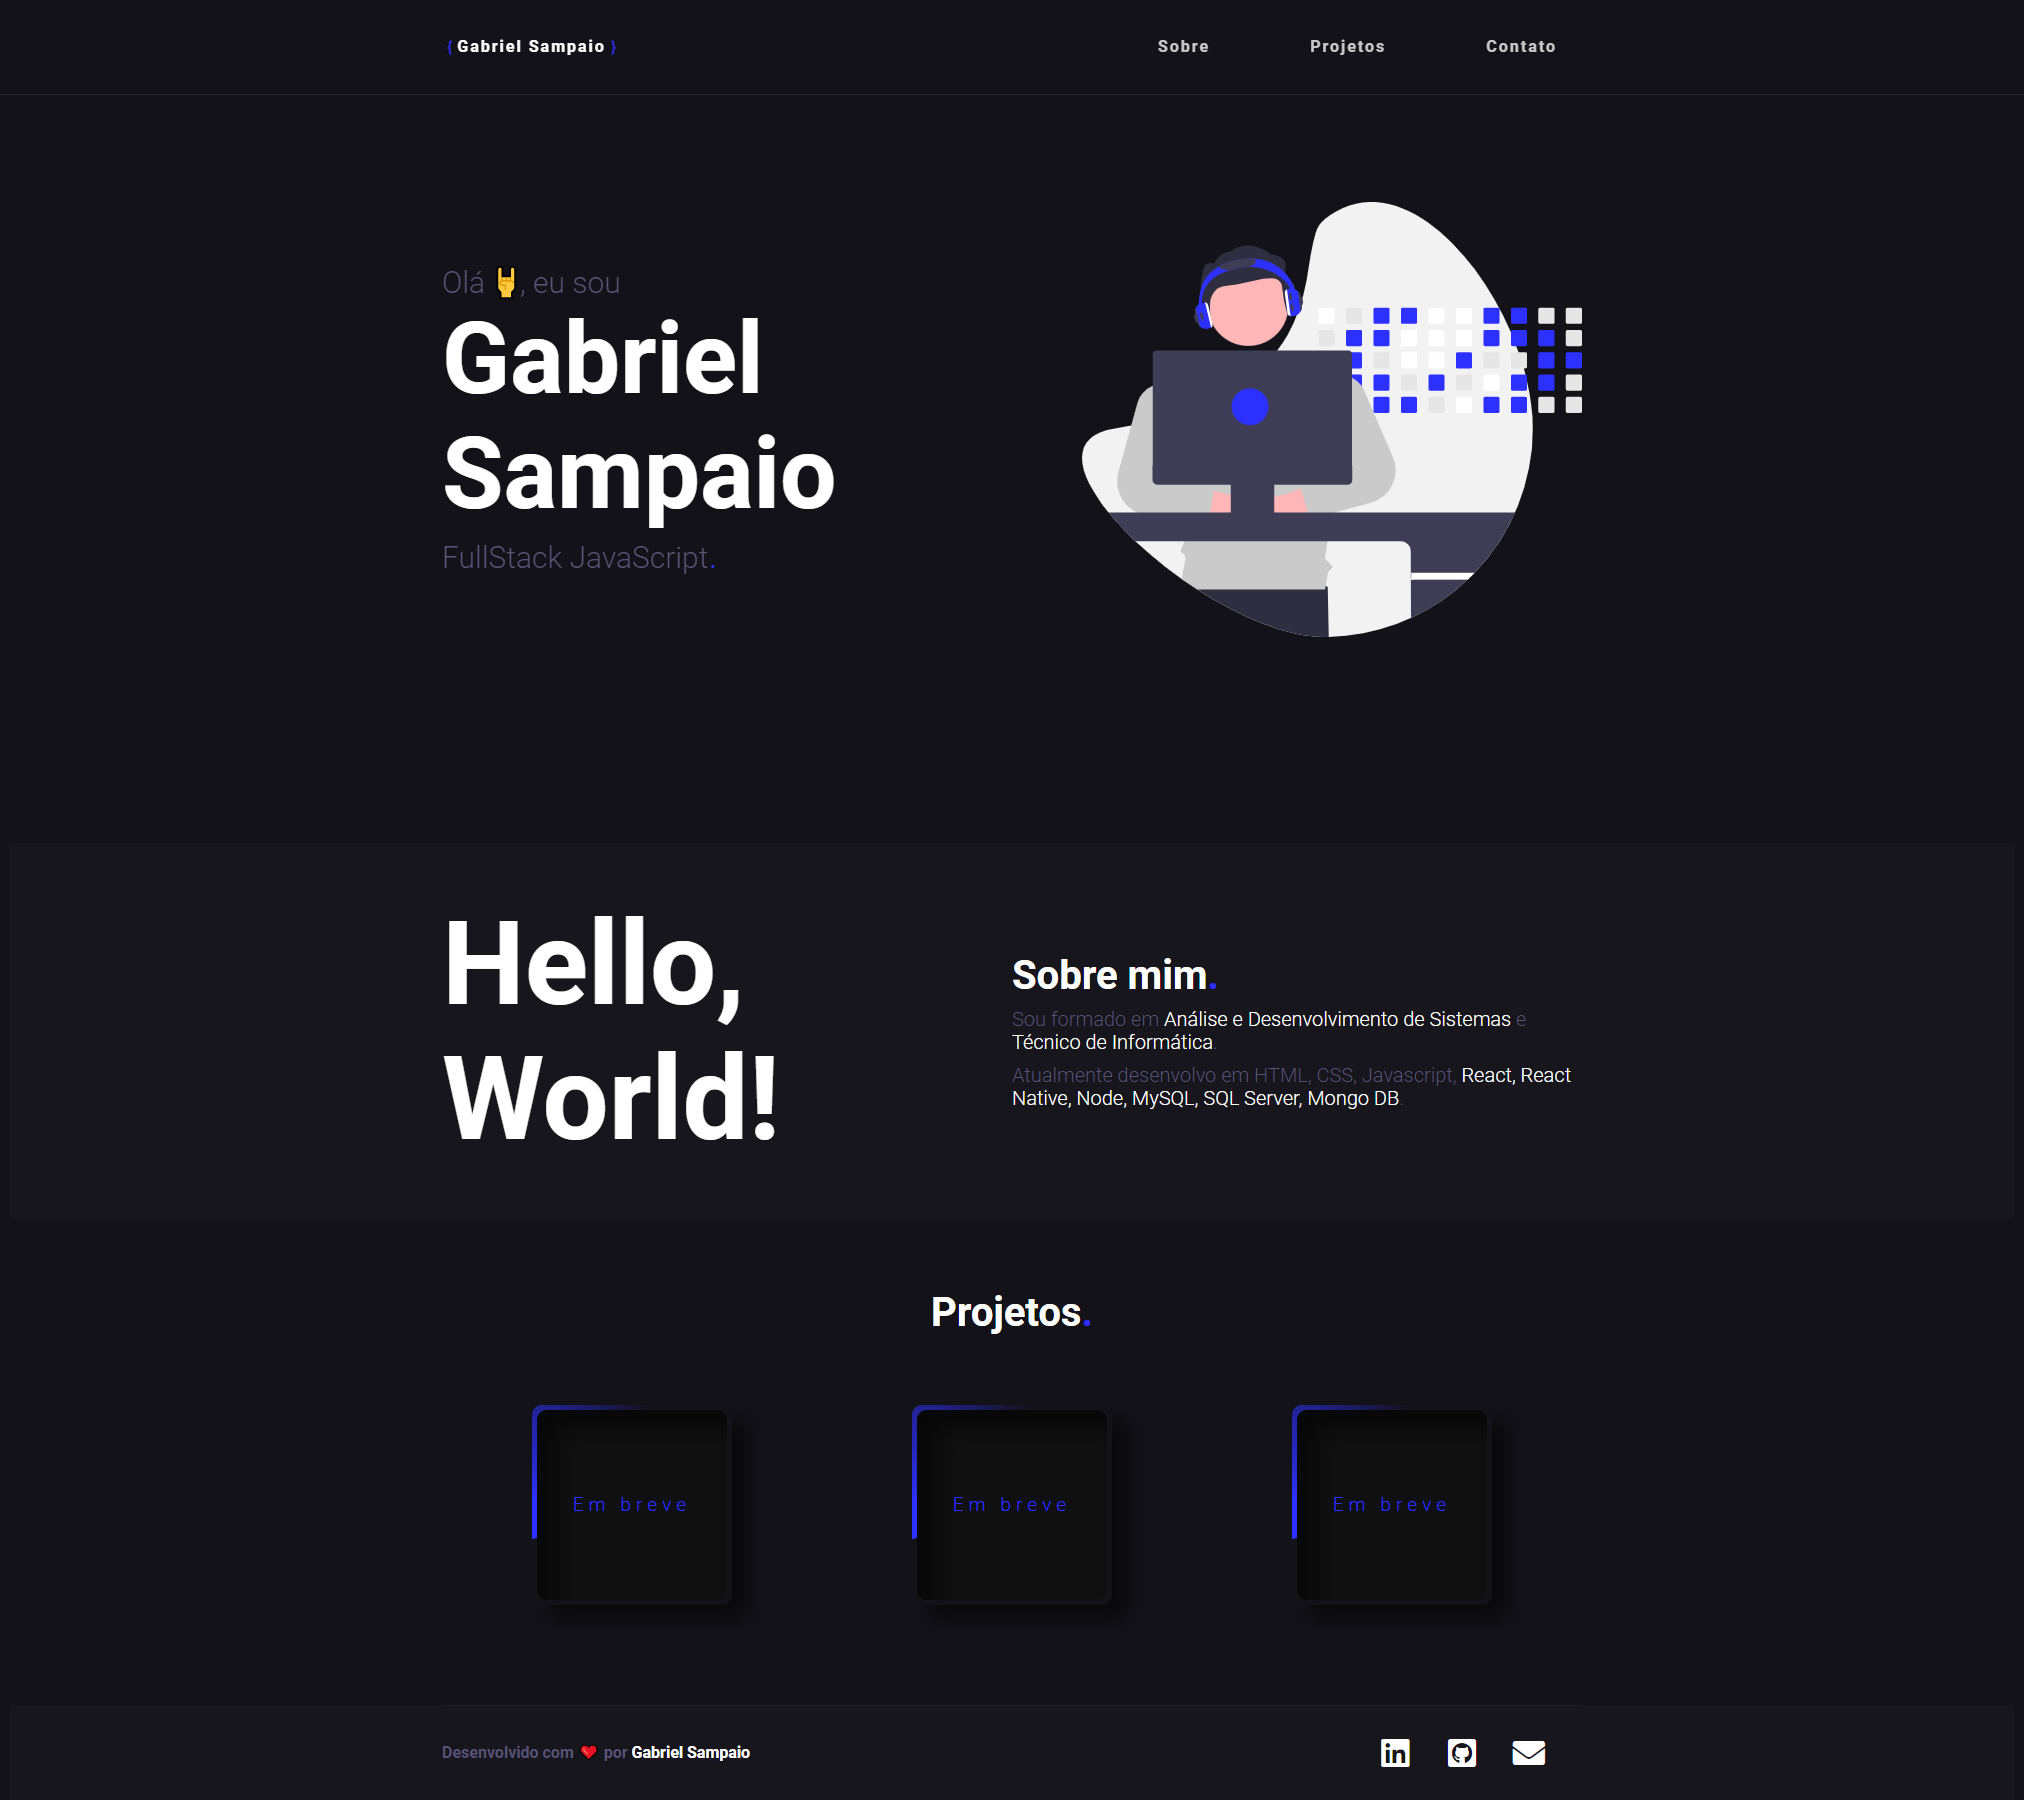 { Gabriel Sampaio }
Sobre Projetos Contato
Olá 🤘, eu sou
Gabriel
Sampaio
FullStack JavaScript.
Hello,
World!
Sobre mim.
Sou formado em Análise e Desenvolvimento de Sistemas e
Técnico de Informática.
Atualmente desenvolvo em HTML, CSS, Javascript, React, React
Native, Node, MySQL, SQL Server, Mongo DB.
Projetos.
Em breve
Em breve
Em breve
Desenvolvido com ❤️ por Gabriel Sampaio
in